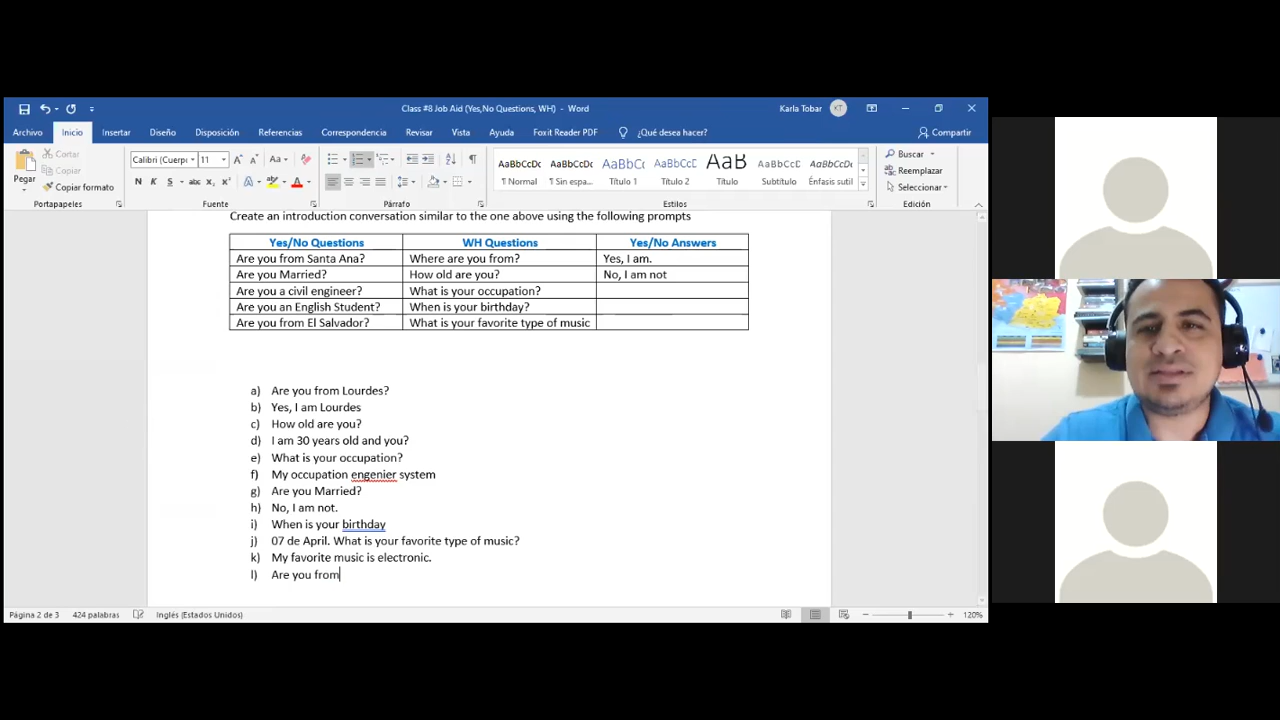 Class #8 Job Aid (Yes,No Questions, WH) - Word
Karla Tobar
KT
Archivo
Inicio
Insertar
Diseño
Disposición
Referencias
Correspondencia
Revisar
Vista
Ayuda
Foxit Reader PDF
¿Qué desea hacer?
Compartir
Pegar
Cortar
Copiar
Copiar formato
Portapapeles
Calibri (Cuerpo
11
Fuente
Párrafo
AaBbCcDc
¶ Normal
AaBbCcDc
¶ Sin espa...
AaBbC(
Título 1
AaBbCcD
Título 2
AaB
Título
AaBbCcD
Subtítulo
AaBbCcDt
Énfasis sutil
Estilos
Buscar
Reemplazar
Seleccionar
Edición
Create an introduction conversation similar to the one above using the following prompts
Yes/No Questions WH Questions Yes/No Answers
Are you from Santa Ana? Where are you from? Yes, I am.
Are you Married? How old are you? No, I am not
Are you a civil engineer? What is your occupation?
Are you an English Student? When is your birthday?
Are you from El Salvador? What is your favorite type of music
a) Are you from Lourdes?
b) Yes, I am Lourdes
c) How old are you?
d) I am 30 years old and you?
e) What is your occupation?
f) My occupation engenier system
g) Are you Married?
h) No, I am not.
i) When is your birthday
j) 07 de April. What is your favorite type of music?
k) My favorite music is electronic.
l) Are you from
Página 2 de 3
424 palabras
Inglés (Estados Unidos)
120%